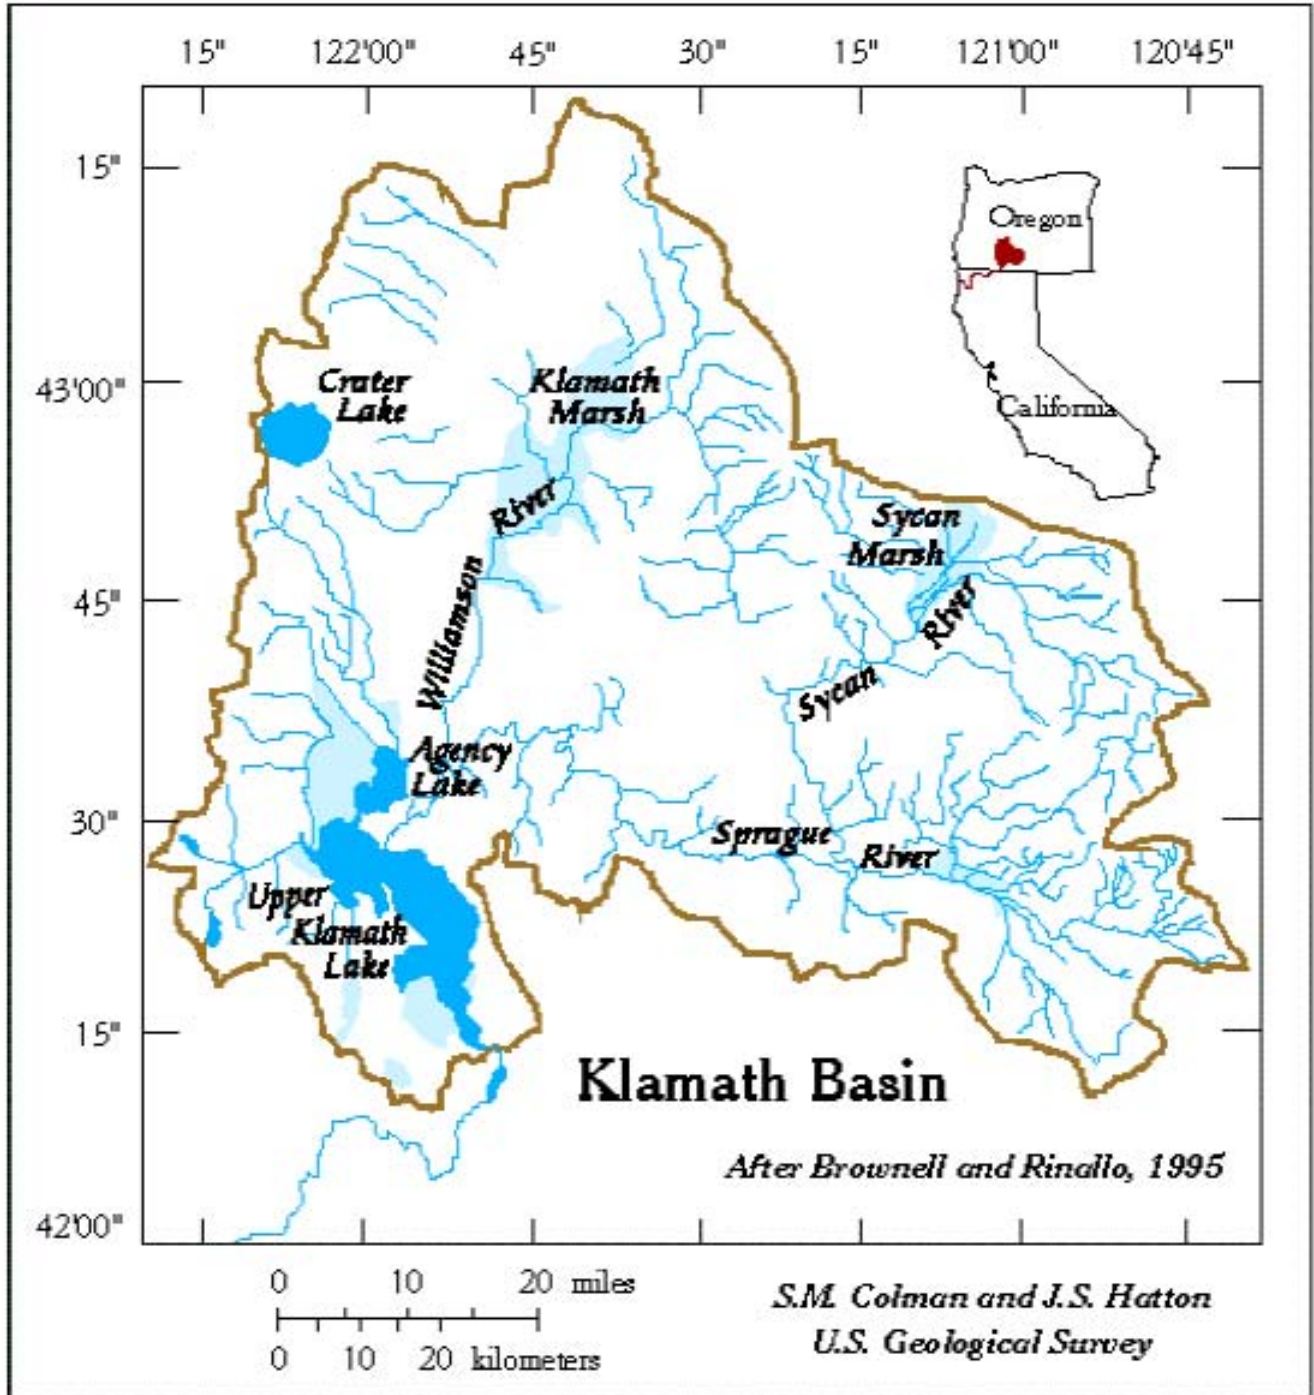 15" 122'00" 45" 30" 15" 121'00" 120'45"
15"
Oregon
43'00"
Crater
Lake
Klamath
Marsh
California
River
Sycan
Marsh
45"
Williamson
River
Sycan
Agency
Lake
30"
Sprague
River
Upper
Klamath
Lake
15"
Klamath Basin
After Brownell and Rinallo, 1995
42'00"
0 10 20 miles
0 10 20 kilometers
S.M. Colman and J.S. Hatton
U.S. Geological Survey